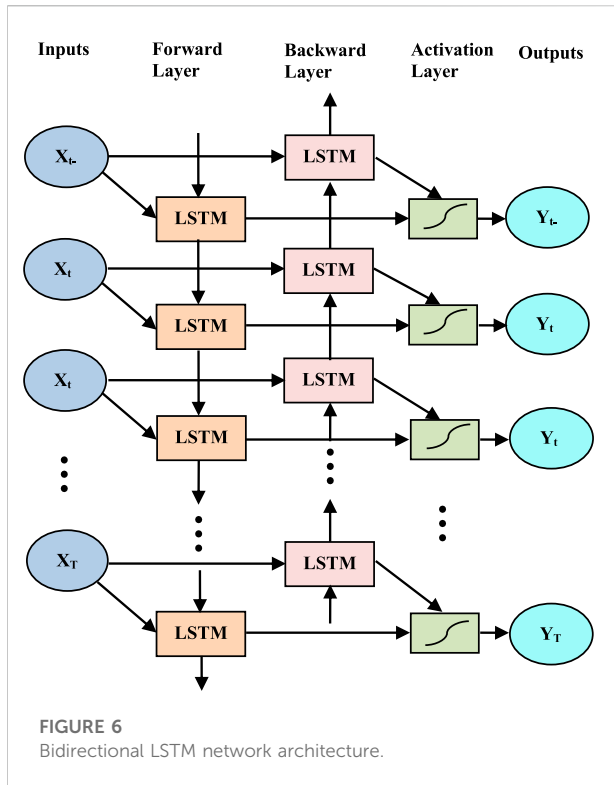 Inputs
Forward
Layer
Backward
Layer
Activation
Layer
Outputs
Xt-
LSTM
LSTM
Yt-
Xt
LSTM
LSTM
Yt
Xt
LSTM
LSTM
Yt
XT
LSTM
LSTM
YT
FIGURE 6
Bidirectional LSTM network architecture.